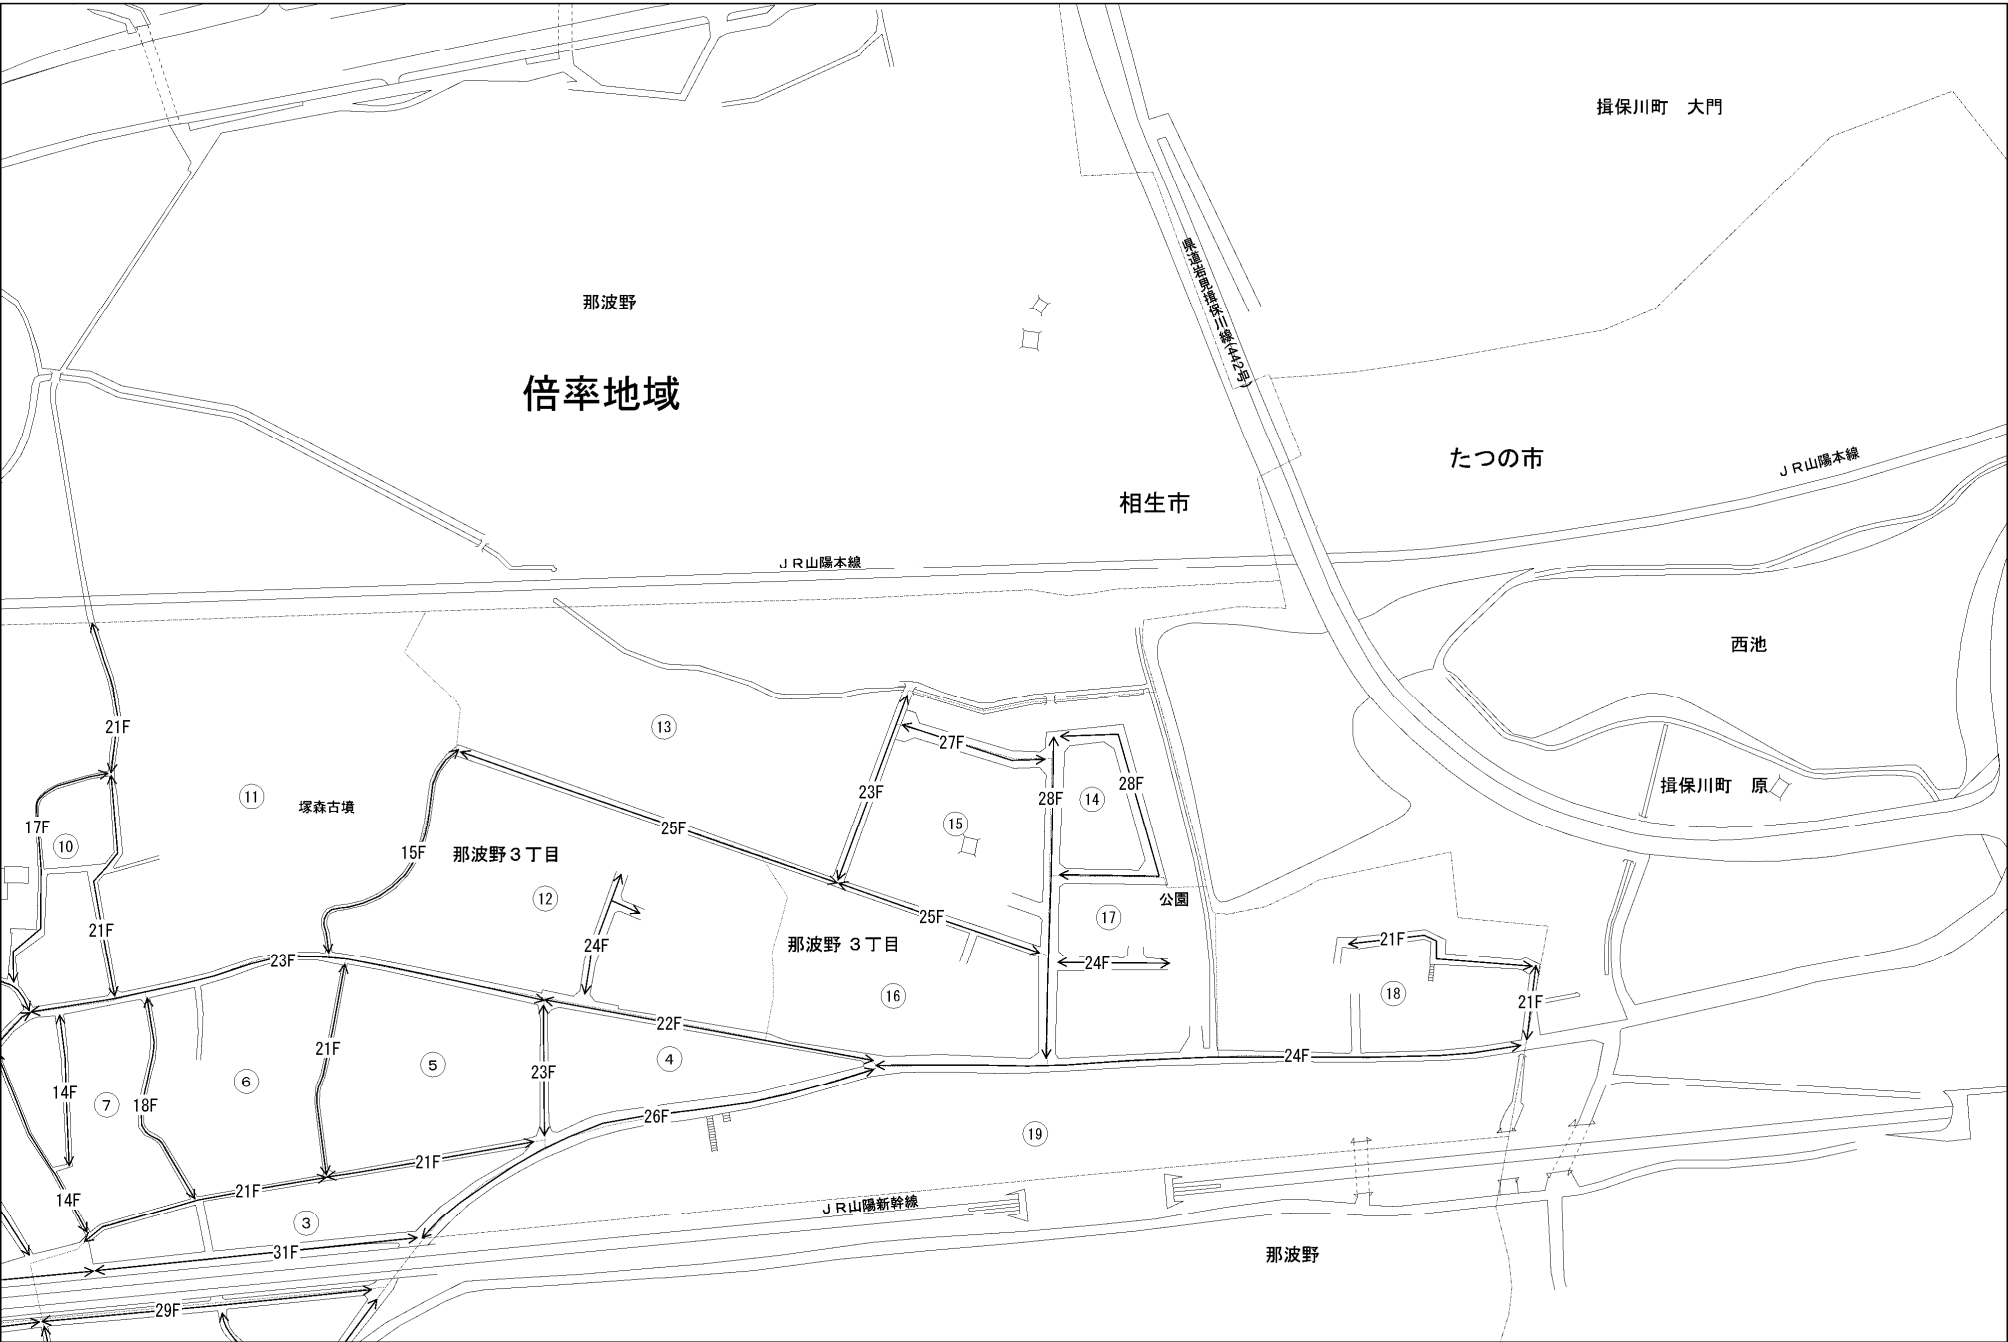 揖保川町　大門
県道岩見揖保川線(442号)
那波野
倍率地域
たつの市
ＪＲ山陽本線
相生市
ＪＲ山陽本線
西池
21F
13
27F
28F
揖保川町　原
23F
28F
14
11
塚森古墳
17F
25F
15
10
15F
那波野３丁目
12
公園
25F
17
21F
24F
那波野 ３丁目
21F
23F
24F
16
18
21F
22F
21F
5
4
24F
6
23F
14F
7
18F
26F
19
21F
14F
21F
3
ＪＲ山陽新幹線
31F
那波野
29F